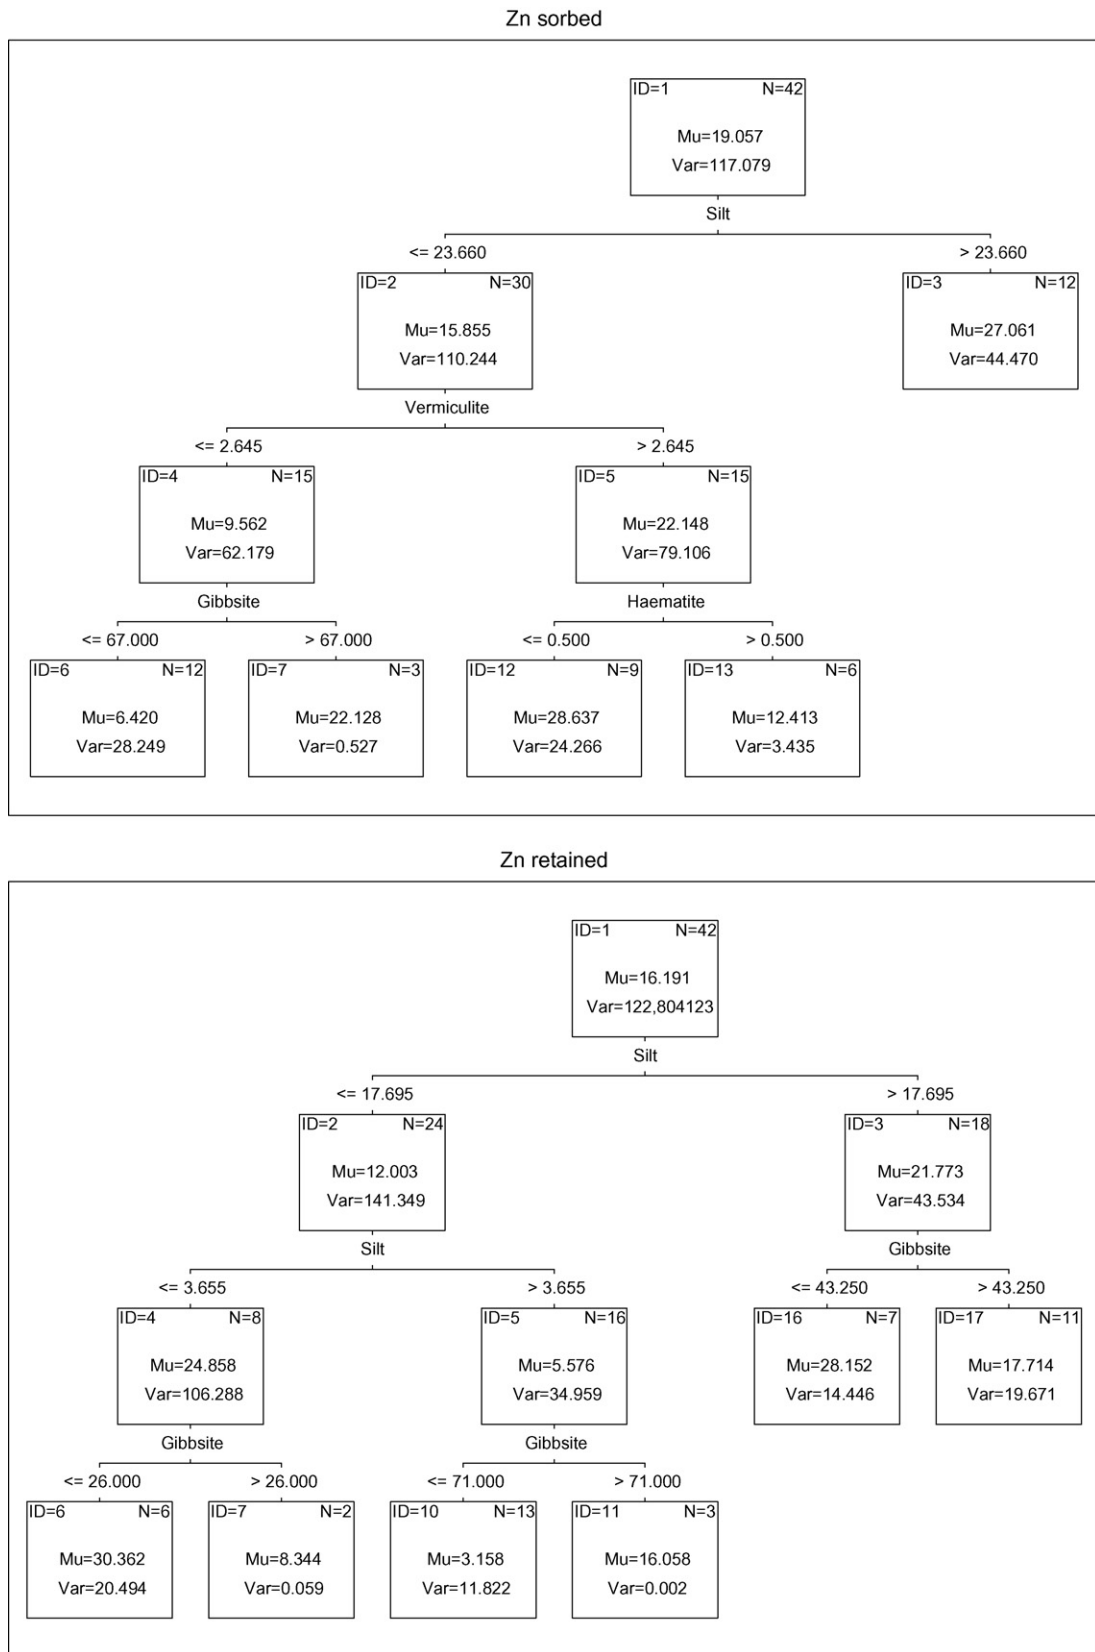 Zn sorbed
ID=1 N=42
Mu=19.057
Var=117.079
Silt
<= 23.660 > 23.660
ID=2 N=30 ID=3 N=12
Mu=15.855 Mu=27.061
Var=110.244 Var=44.470
Vermiculite
<= 2.645 > 2.645
ID=4 N=15 ID=5 N=15
Mu=9.562 Mu=22.148
Var=62.179 Var=79.106
Gibbsite Haematite
<= 67.000 > 67.000 <= 0.500 > 0.500
ID=6 N=12 ID=7 N=3 ID=12 N=9 ID=13 N=6
Mu=6.420 Mu=22.128 Mu=28.637 Mu=12.413
Var=28.249 Var=0.527 Var=24.266 Var=3.435
Zn retained
ID=1 N=42
Mu=16.191
Var=122,804123
Silt
<= 17.695 > 17.695
ID=2 N=24 ID=3 N=18
Mu=12.003 Mu=21.773
Var=141.349 Var=43.534
Silt Gibbsite
<= 3.655 > 3.655 <= 43.250 > 43.250
ID=4 N=8 ID=5 N=16 ID=16 N=7 ID=17 N=11
Mu=24.858 Mu=5.576 Mu=28.152 Mu=17.714
Var=106.288 Var=34.959 Var=14.446 Var=19.671
Gibbsite Gibbsite
<= 26.000 > 26.000 <= 71.000 > 71.000
ID=6 N=6 ID=7 N=2 ID=10 N=13 ID=11 N=3
Mu=30.362 Mu=8.344 Mu=3.158 Mu=16.058
Var=20.494 Var=0.059 Var=11.822 Var=0.002